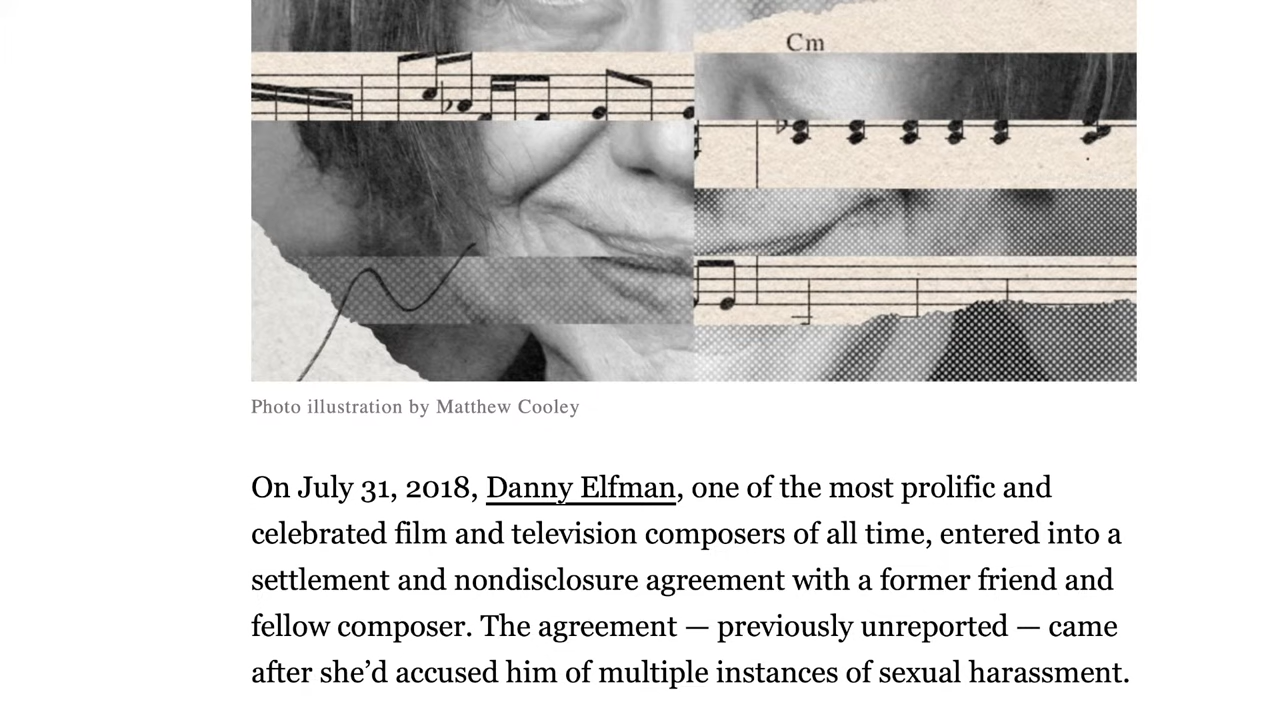 Cm
Photo illustration by Matthew Cooley
On July 31, 2018, Danny Elfman, one of the most prolific and
celebrated film and television composers of all time, entered into a
settlement and nondisclosure agreement with a former friend and
fellow composer. The agreement — previously unreported — came
after she’d accused him of multiple instances of sexual harassment.